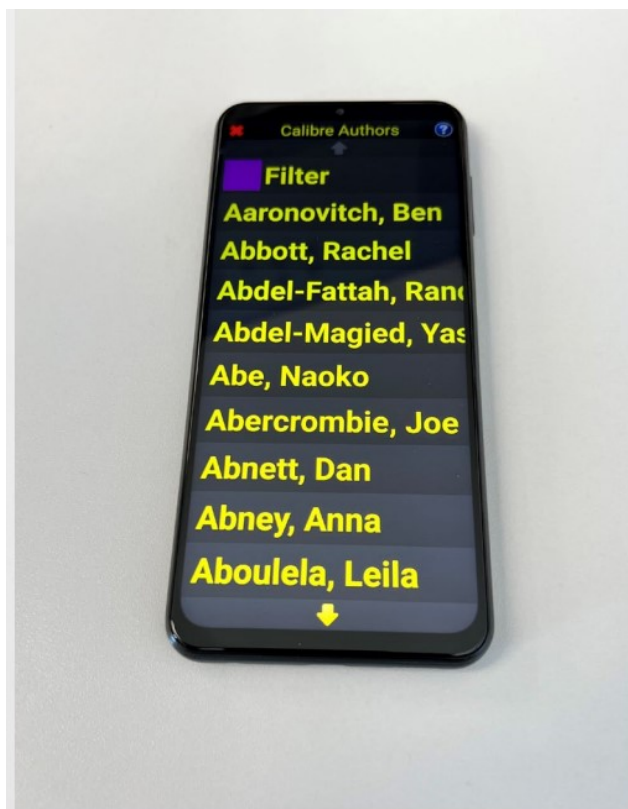 Calibre Authors ?
Filter
Aaronovitch, Ben
Abbott, Rachel
Abdel-Fattah, Ran
Abdel-Magied, Yas
Abe, Naoko
Abercrombie, Joe
Abnett, Dan
Abney, Anna
Aboulela, Leila